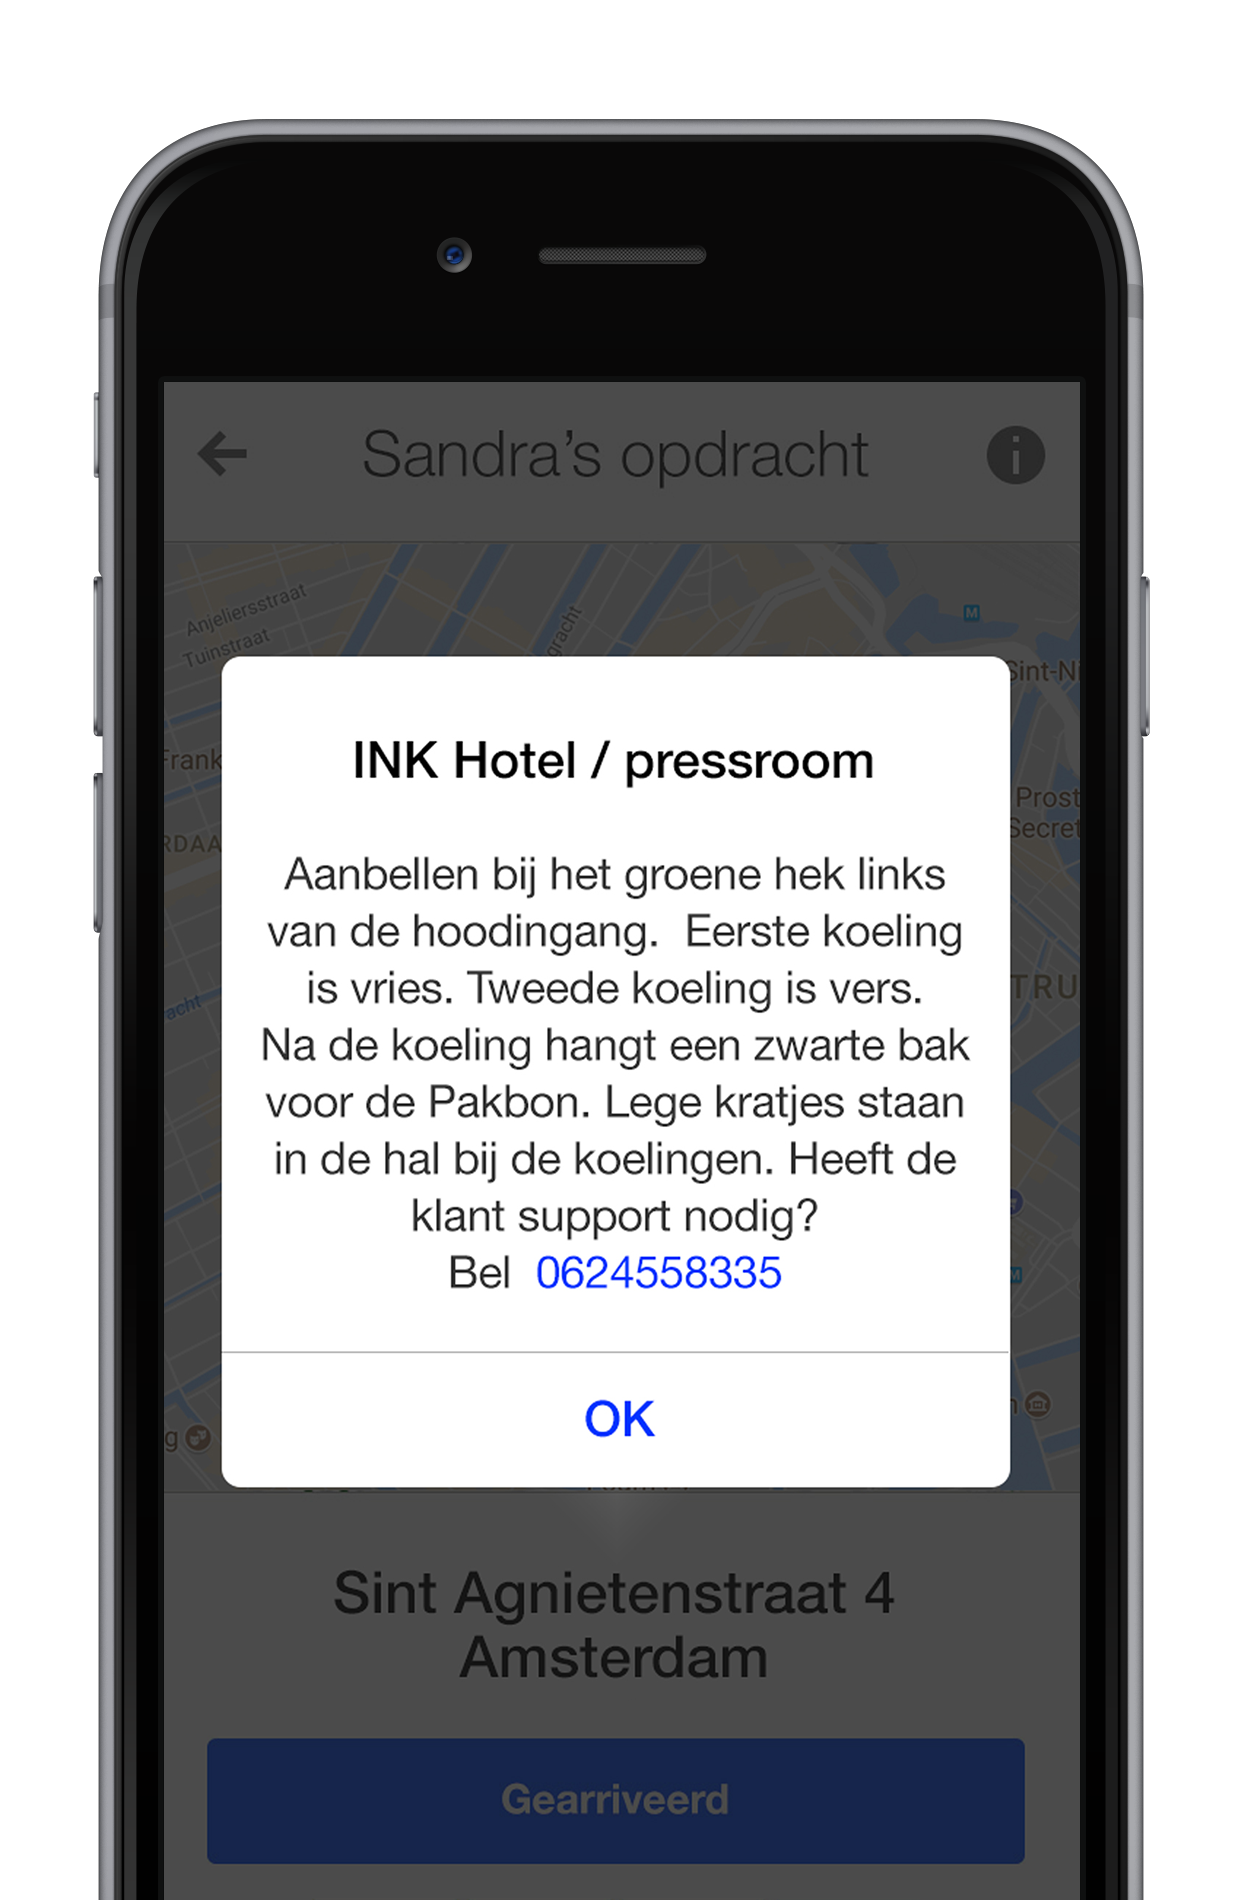 Sandra's opdracht
Anjeliersstraat
Tuinstraat
gracht
M
Sint-Ni
Frank
Prost
Secret
RDAA
INK Hotel / pressroom
Aanbellen bij het groene hek links
van de hoodingang. Eerste koeling
is vries. Tweede koeling is vers.
Na de koeling hangt een zwarte bak
voor de Pakbon. Lege kratjes staan
in de hal bij de koelingen. Heeft de
klant support nodig?
Bel 0624558335
TRU
acht
M
OK
g
Sint Agnietenstraat 4
Amsterdam
Gearriveerd